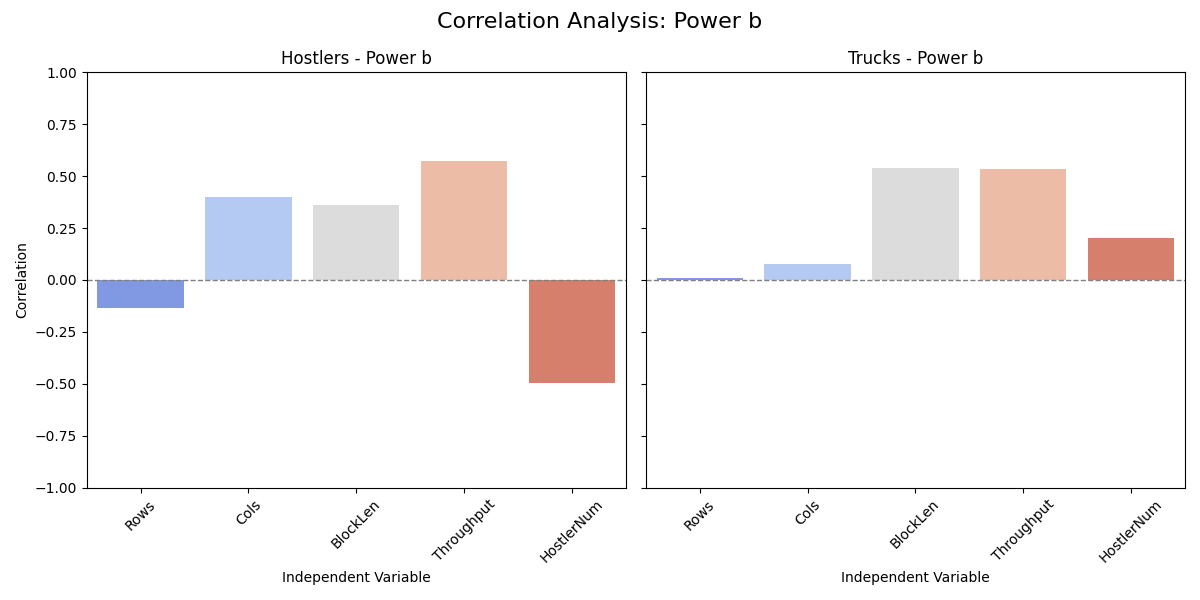 Correlation Analysis: Power b
Hostlers - Power b
Correlation
1.00
0.75
0.50
0.25
0.00
−0.25
−0.50
−0.75
−1.00
Rows
Cols
BlockLen
Throughput
HostlerNum
Independent Variable
Trucks - Power b
Rows
Cols
BlockLen
Throughput
HostlerNum
Independent Variable